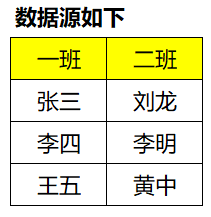 数据源如下
一班 二班
张三 刘龙
李四 李明
王五 黄中